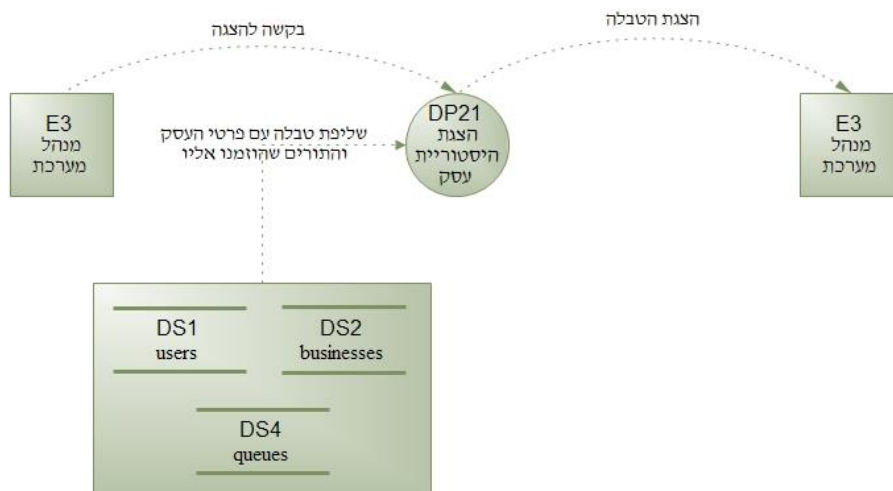 בקשה להצגה
הצגת הטבלה
E3
מנהל
מערכת
שליפת טבלה עם פרטי העסק
והתורים שהוזמנו אליו
DP21
הצגת
היסטוריית
עסק
E3
מנהל
מערכת
DS1
users
DS2
businesses
DS4
queues